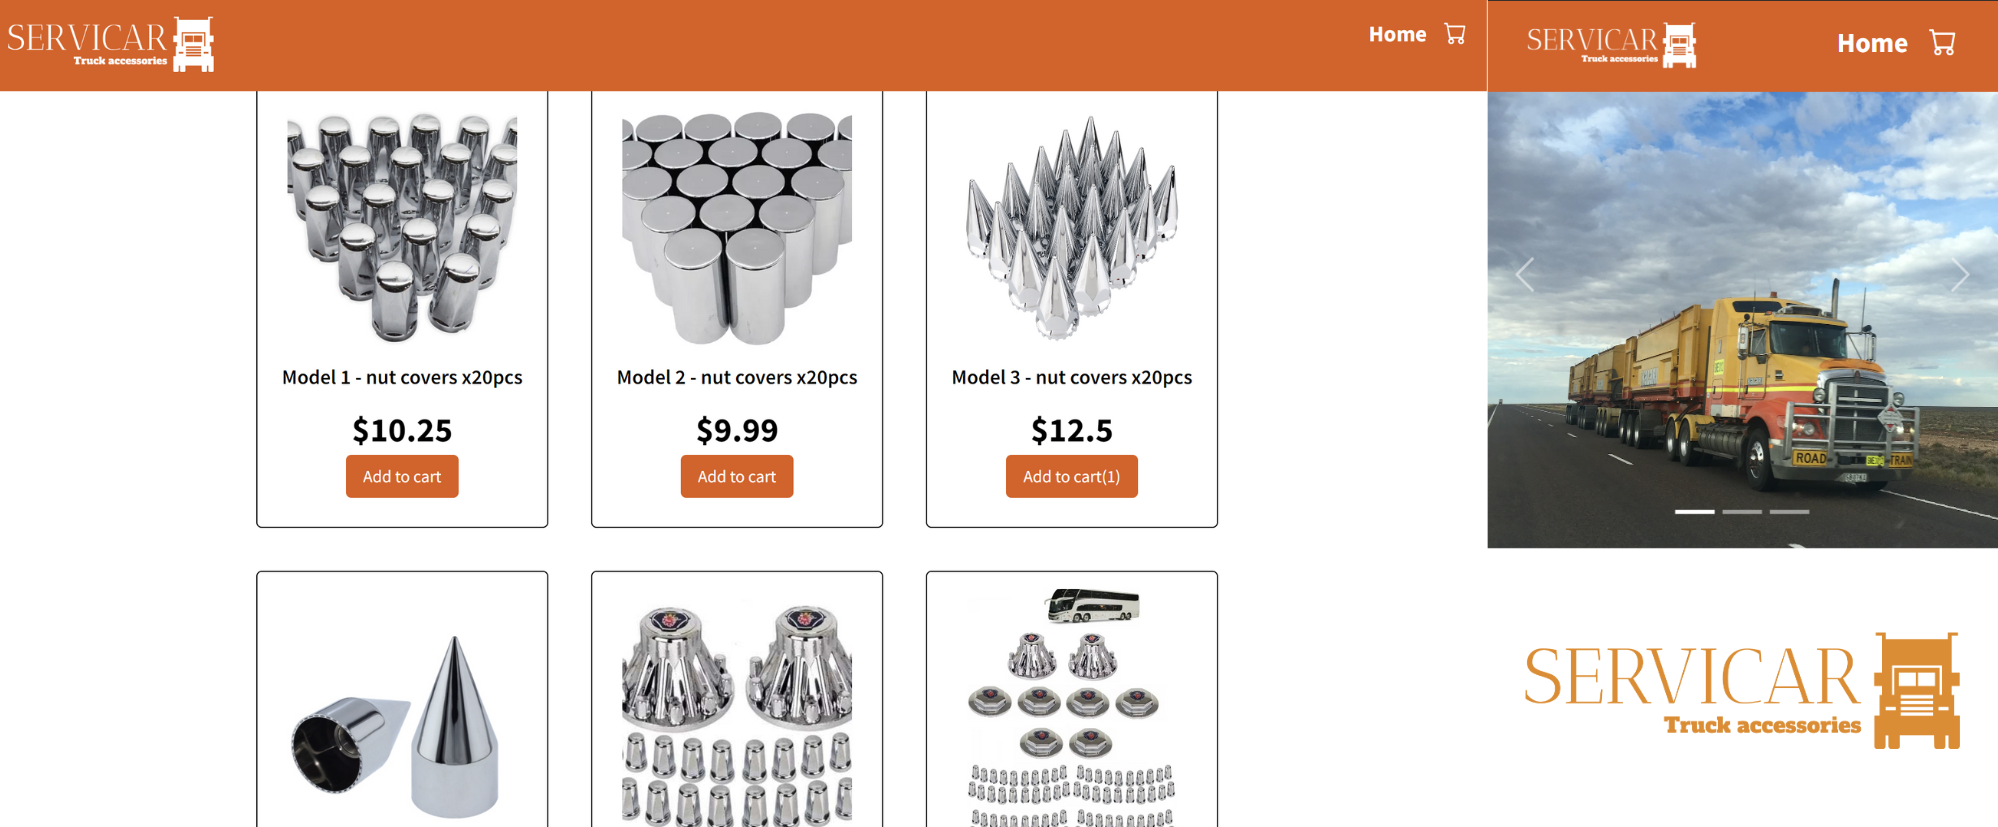 SERVICAR
Truck accessories
Home
Model 1 - nut covers x20pcs
$10.25
Add to cart
Model 2 - nut covers x20pcs
$9.99
Add to cart
Model 3 - nut covers x20pcs
$12.5
Add to cart(1)
SERVICAR
Truck accessories
Home
ROAD
TRAIN
SERVICAR
Truck accessories